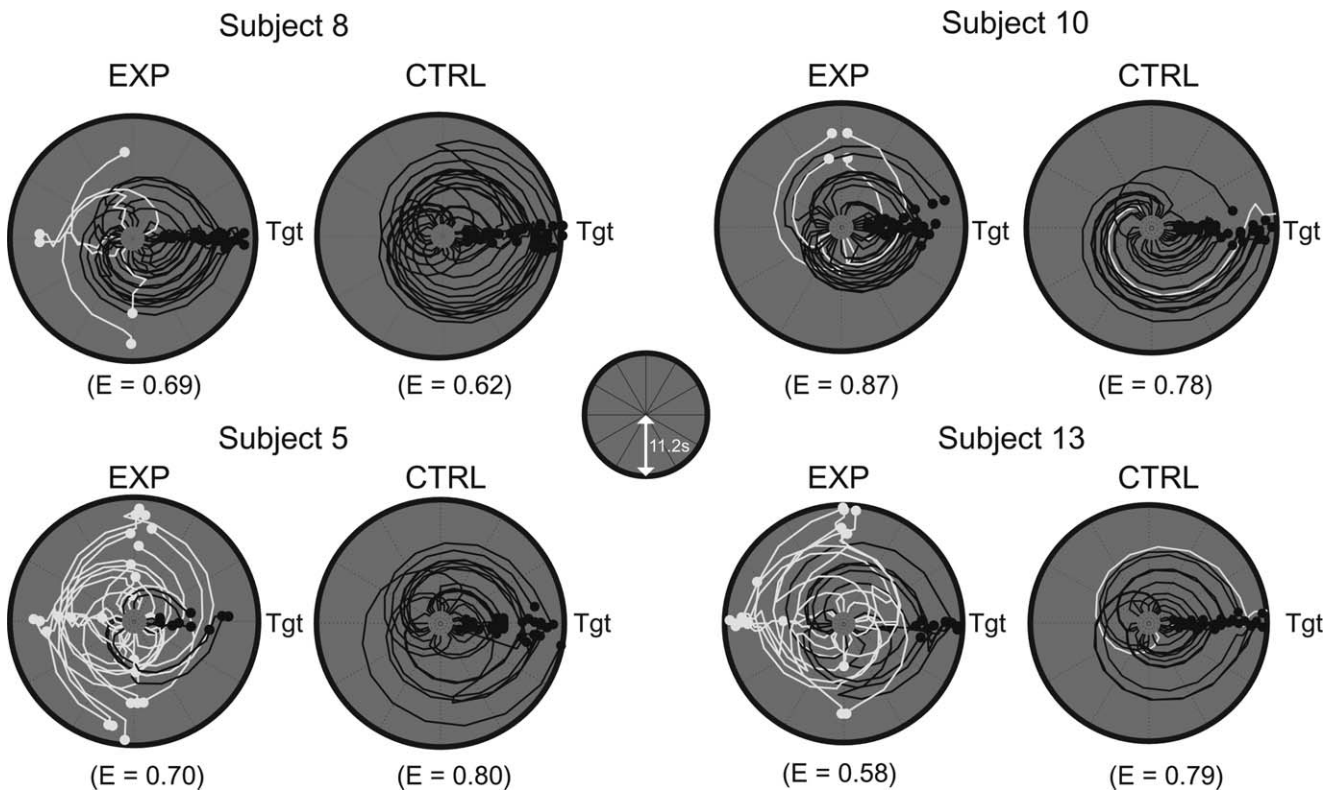 Subject 8
EXP
CTRL
Tgt
Tgt
(E = 0.69)
(E = 0.62)
Subject 10
EXP
CTRL
Tgt
Tgt
(E = 0.87)
(E = 0.78)
11.2s
Subject 5
EXP
CTRL
Tgt
Tgt
(E = 0.70)
(E = 0.80)
Subject 13
EXP
CTRL
Tgt
Tgt
(E = 0.58)
(E = 0.79)